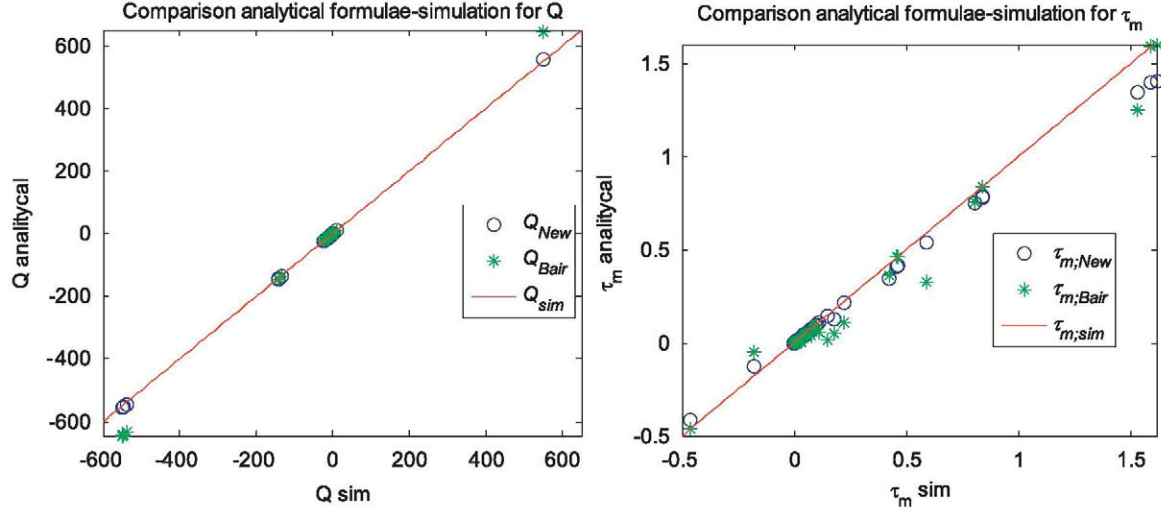 Comparison analytical formulae-simulation for Q
600
400
200
0
-200
-400
-600
Q analitycal
-600
-400
-200
0
200
400
600
Q sim
Q_New
Q_Bair
Q_sim
Comparison analytical formulae-simulation for τ_m
1.5
1
0.5
0
-0.5
τ_m analytical
-0.5
0
0.5
1
1.5
τ_m sim
τ_m;New
τ_m;Bair
τ_m;sim